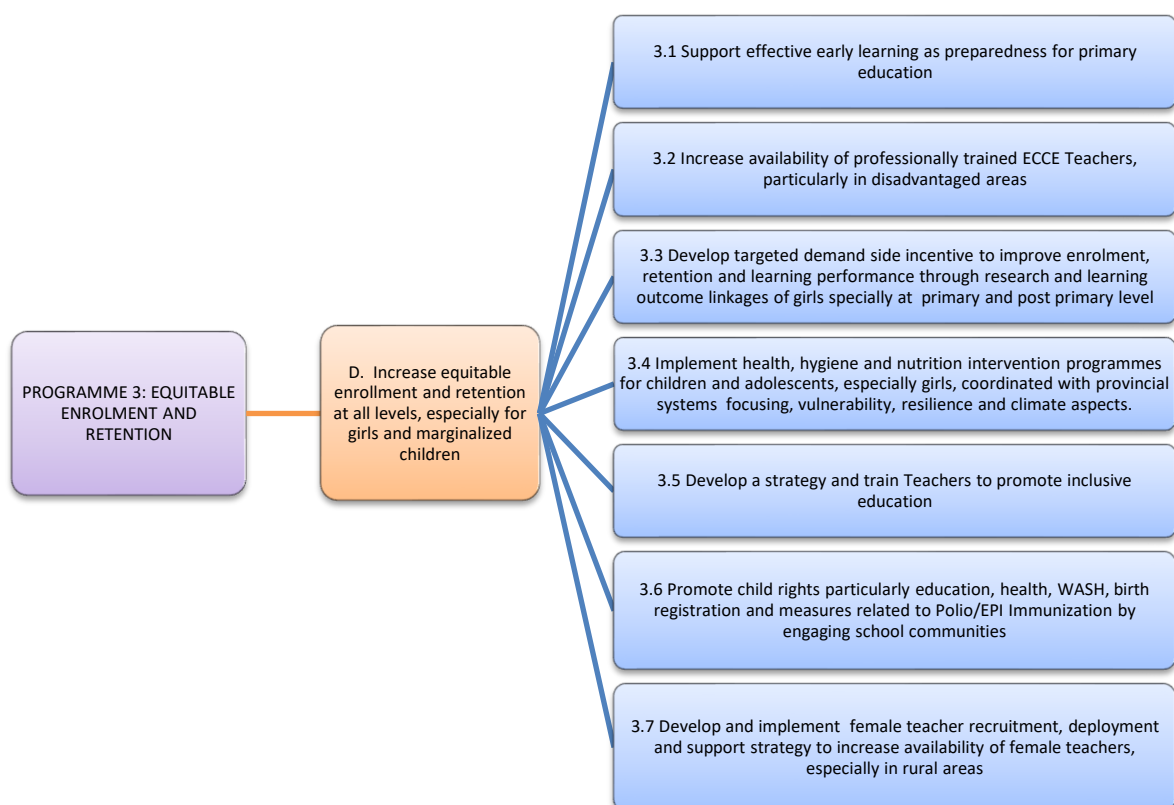 PROGRAMME 3: EQUITABLE
ENROLMENT AND
RETENTION
D. Increase equitable
enrollment and retention
at all levels, especially for
girls and marginalized
children
3.1 Support effective early learning as preparedness for primary
education
3.2 Increase availability of professionally trained ECCE Teachers,
particularly in disadvantaged areas
3.3 Develop targeted demand side incentive to improve enrolment,
retention and learning performance through research and learning
outcome linkages of girls specially at primary and post primary level
3.4 Implement health, hygiene and nutrition intervention programmes
for children and adolescents, especially girls, coordinated with provincial
systems focusing, vulnerability, resilience and climate aspects.
3.5 Develop a strategy and train Teachers to promote inclusive
education
3.6 Promote child rights particularly education, health, WASH, birth
registration and measures related to Polio/EPI Immunization by
engaging school communities
3.7 Develop and implement female teacher recruitment, deployment
and support strategy to increase availability of female teachers,
especially in rural areas